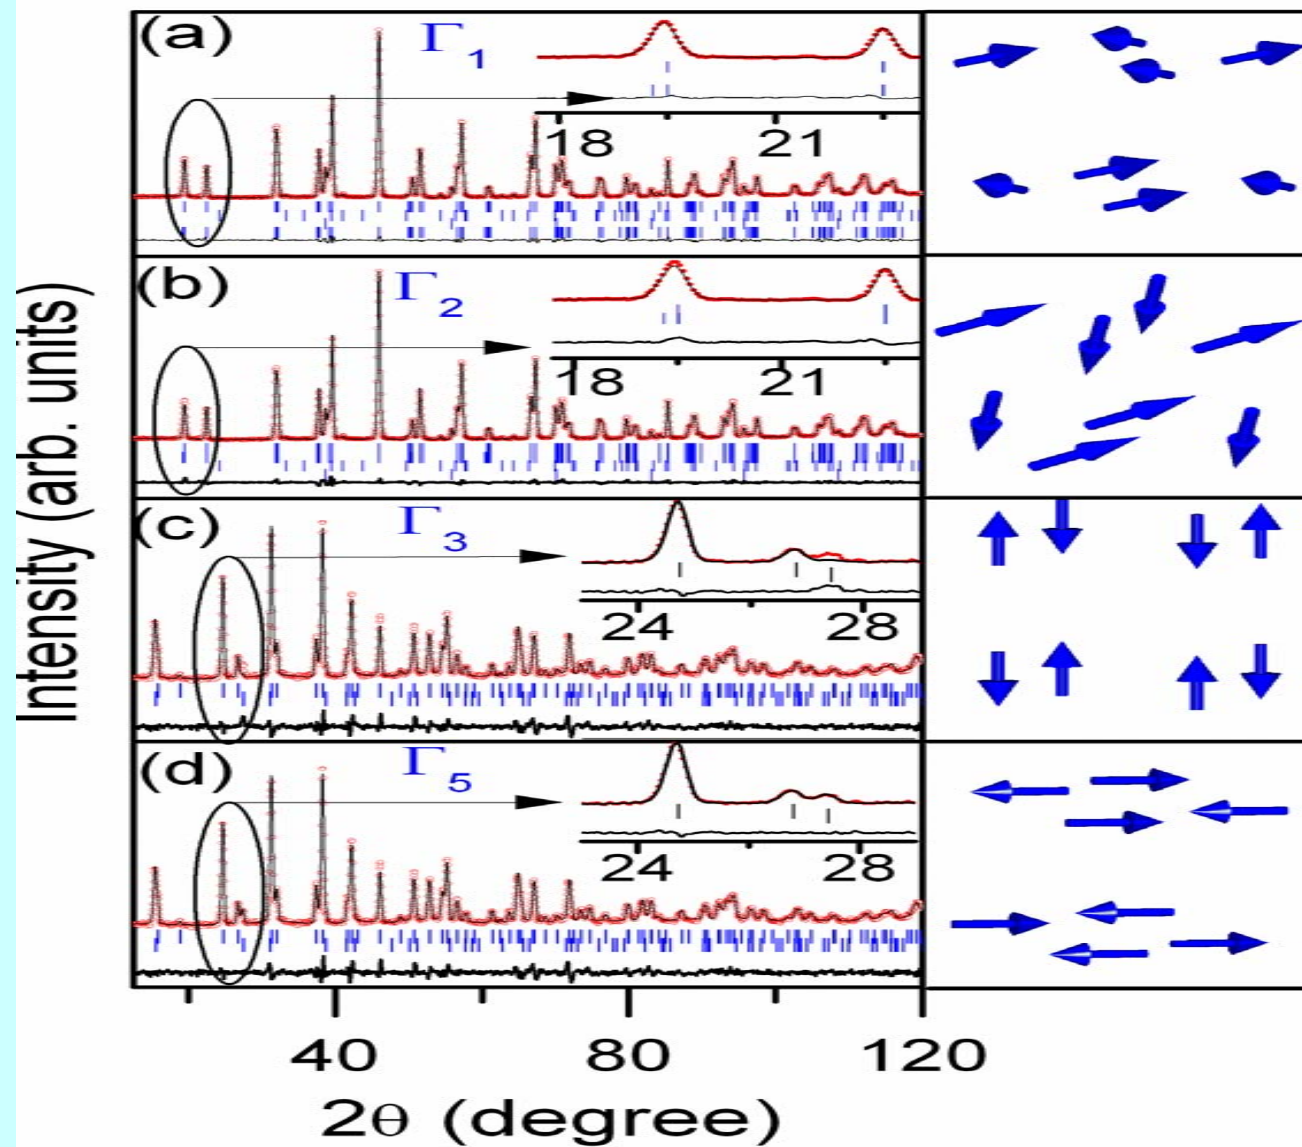 Intensity (arb. units)
(a) Γ1
18 21
(b) Γ2
18 21
(c) Γ3
24 28
(d) Γ5
24 28
40 80 120
2θ (degree)